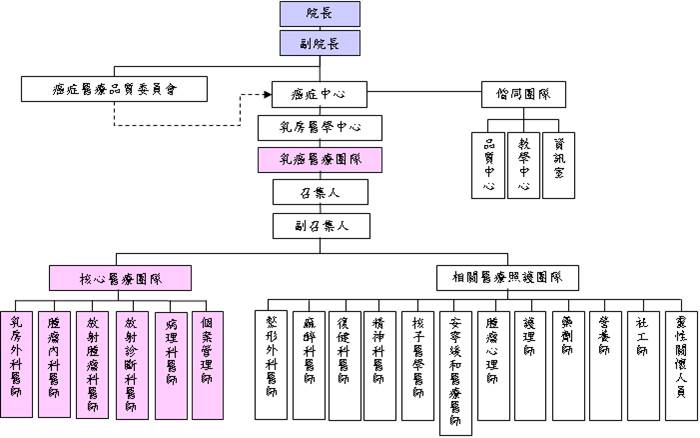 院長
副院長
癌症醫療品質委員會
癌症中心
偕同團隊
乳房醫學中心
品質中心
教學中心
資訊室
乳癌醫療團隊
召集人
副召集人
核心醫療團隊
相關醫療照護團隊
乳房外科醫師
腫瘤內科醫師
放射腫瘤科醫師
放射診斷科醫師
病理科醫師
個案管理師
整形外科醫師
麻醉科醫師
復健科醫師
精神科醫師
核子醫學醫師
安寧緩和醫療醫師
腫瘤心理師
護理師
藥劑師
營養師
社工師
靈性關懷人員